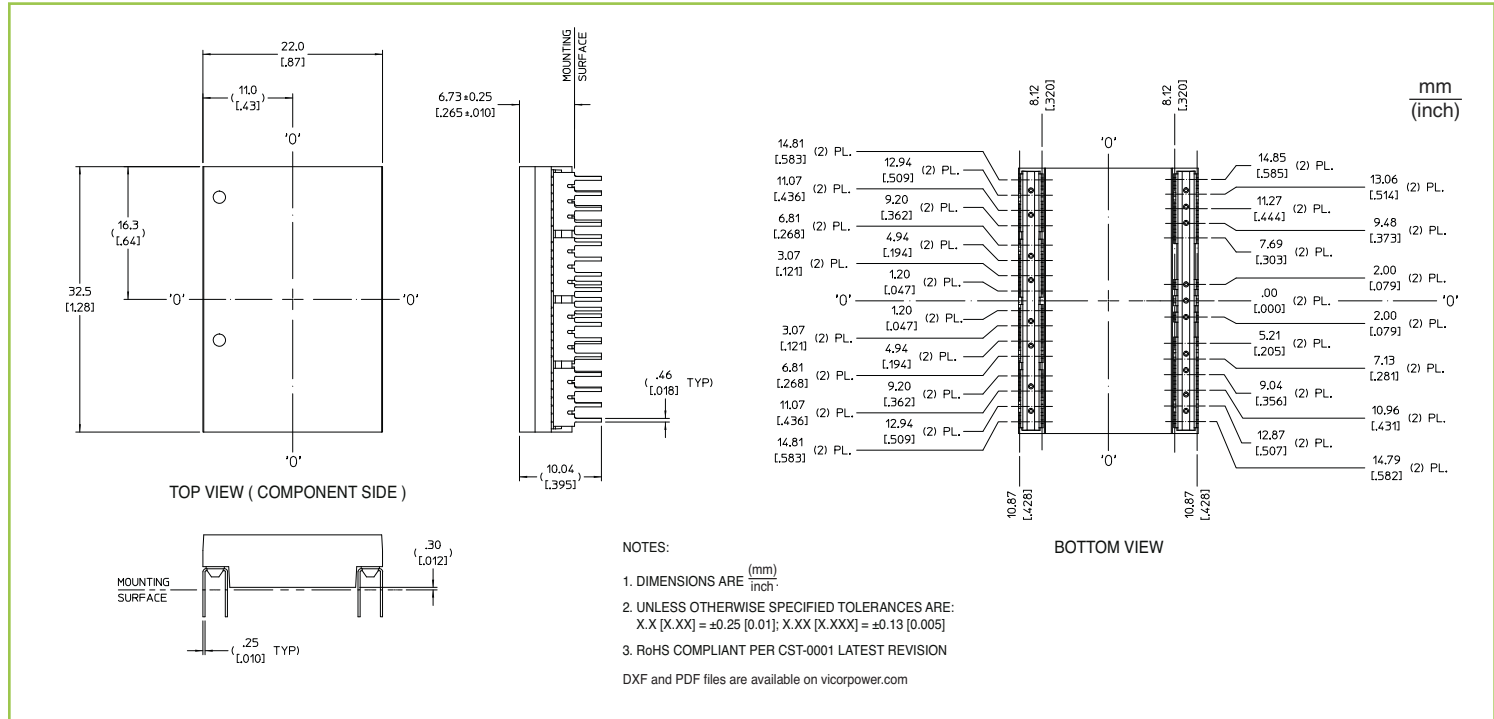 22.0
[.87]
11.0
[.43]
'0'
16.3
[.64]
32.5
[1.28]
'0'
'0'
'0'
TOP VIEW ( COMPONENT SIDE )
MOUNTING
SURFACE
6.73±0.25
[.265±.010]
.46
( [.018] TYP)
10.04
[.395]
mm
(inch)
8.12
[.320]
8.12
[.320]
'0'
14.81
[.583] (2) PL.
12.94
[.509] (2) PL.
11.07
[.436] (2) PL.
9.20
[.362] (2) PL.
6.81
[.268] (2) PL.
4.94
[.194] (2) PL.
3.07
[.121] (2) PL.
1.20
[.047] (2) PL.
'0'
1.20
[.047] (2) PL.
3.07
[.121] (2) PL.
4.94
[.194] (2) PL.
6.81
[.268] (2) PL.
9.20
[.362] (2) PL.
11.07
[.436] (2) PL.
12.94
[.509] (2) PL.
14.81
[.583] (2) PL.
14.85
[.585] (2) PL.
13.06
[.514] (2) PL.
11.27
[.444] (2) PL.
9.48
[.373] (2) PL.
7.69
[.303] (2) PL.
2.00
[.079] (2) PL.
.00
[.000] (2) PL.
'0'
2.00
[.079] (2) PL.
5.21
[.205] (2) PL.
7.13
[.281] (2) PL.
9.04
[.356] (2) PL.
10.96
[.431] (2) PL.
12.87
[.507] (2) PL.
14.79
[.582] (2) PL.
'0'
10.87
[.428]
10.87
[.428]
BOTTOM VIEW
.30
[.012]
MOUNTING
SURFACE
.25
( [.010] TYP)
NOTES:
1. DIMENSIONS ARE (mm)
inch.
2. UNLESS OTHERWISE SPECIFIED TOLERANCES ARE:
X.X [X.XX] = ±0.25 [0.01]; X.XX [X.XXX] = ±0.13 [0.005]
3. RoHS COMPLIANT PER CST-0001 LATEST REVISION
DXF and PDF files are available on vicorpower.com